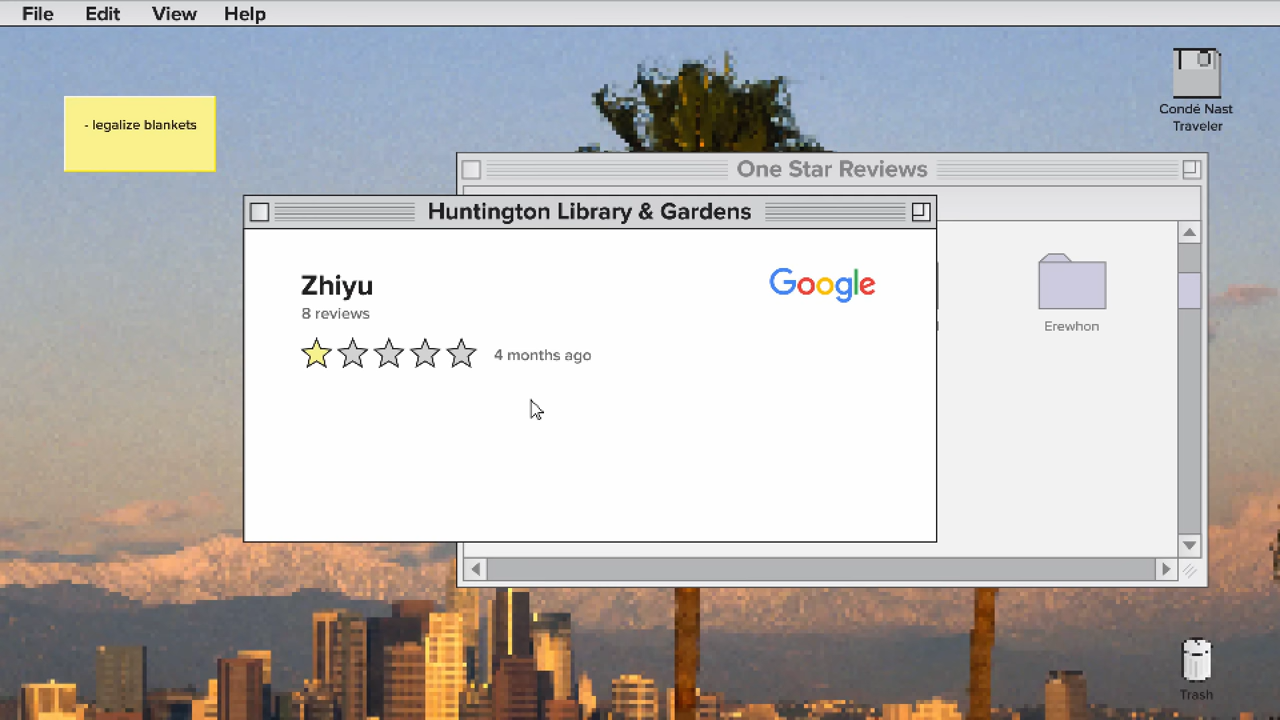 File Edit View Help
- legalize blankets
Condé Nast
Traveler
One Star Reviews
Huntington Library & Gardens
Zhiyu
Google
8 reviews
4 months ago
Erewhon
Trash